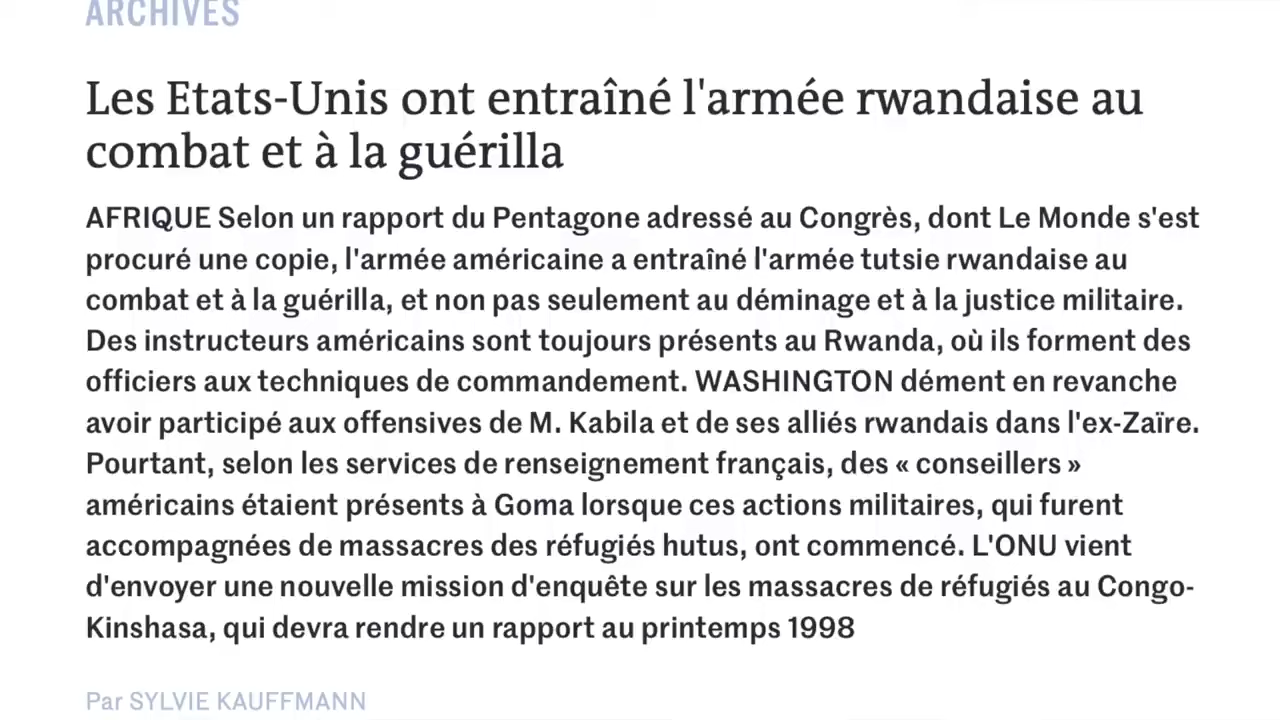 ARCHIVES
Les Etats-Unis ont entraîné l'armée rwandaise au
combat et à la guérilla
AFRIQUE Selon un rapport du Pentagone adressé au Congrès, dont Le Monde s'est
procuré une copie, l'armée américaine a entraîné l'armée tutsie rwandaise au
combat et à la guérilla, et non pas seulement au déminage et à la justice militaire.
Des instructeurs américains sont toujours présents au Rwanda, où ils forment des
officiers aux techniques de commandement. WASHINGTON dément en revanche
avoir participé aux offensives de M. Kabila et de ses alliés rwandais dans l'ex-Zaïre.
Pourtant, selon les services de renseignement français, des « conseillers »
américains étaient présents à Goma lorsque ces actions militaires, qui furent
accompagnées de massacres des réfugiés hutus, ont commencé. L'ONU vient
d'envoyer une nouvelle mission d'enquête sur les massacres de réfugiés au Congo-
Kinshasa, qui devra rendre un rapport au printemps 1998
Par SYLVIE KAUFFMANN